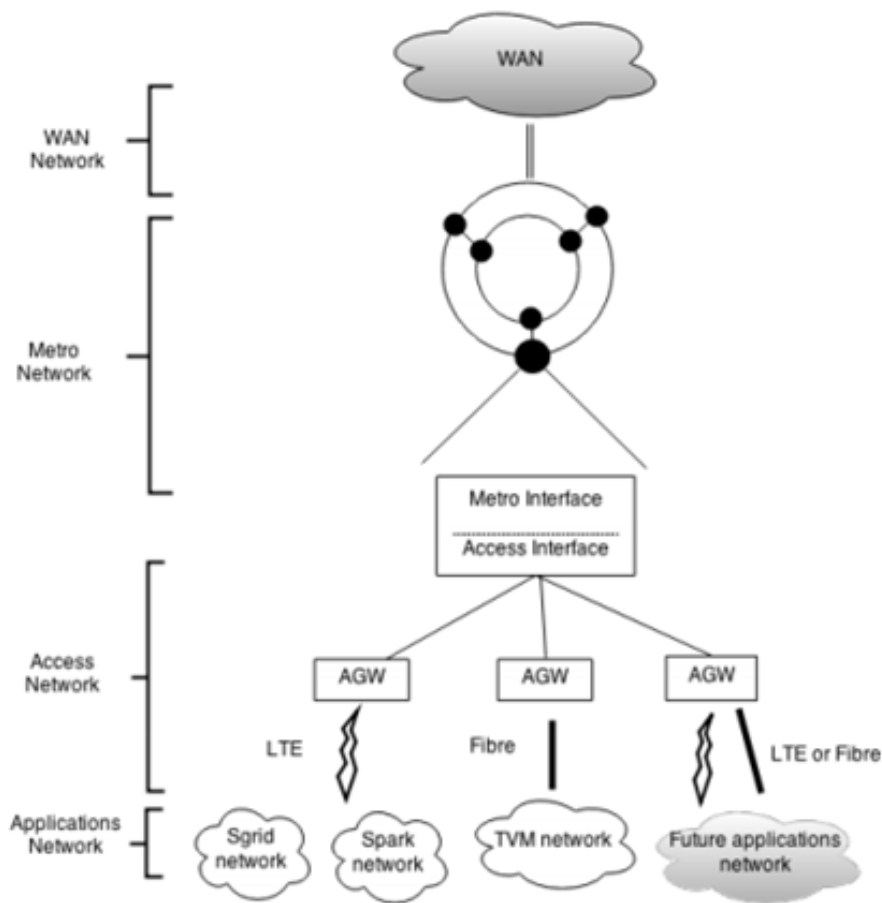 WAN
WAN
Network
Metro
Network
Metro Interface
Access Interface
Access
Network
AGW
AGW
AGW
LTE
Fibre
LTE or Fibre
Applications
Network
Sgrid
network
Spark
network
TVM network
Future applications
network